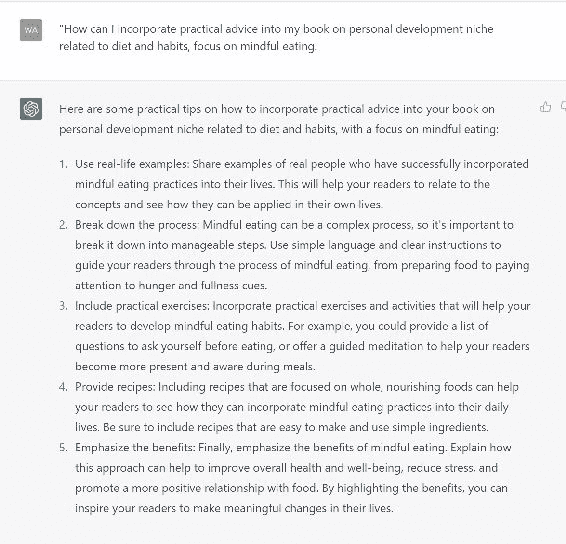 WA
"How can I incorporate practical advice into my book on personal development niche
related to diet and habits, focus on mindful eating.
Here are some practical tips on how to incorporate practical advice into your book on
personal development niche related to diet and habits, with a focus on mindful eating:
1. Use real-life examples: Share examples of real people who have successfully incorporated
mindful eating practices into their lives. This will help your readers to relate to the
concepts and see how they can be applied in their own lives.
2. Break down the process: Mindful eating can be a complex process, so it's important to
break it down into manageable steps. Use simple language and clear instructions to
guide your readers through the process of mindful eating, from preparing food to paying
attention to hunger and fullness cues.
3. Include practical exercises: Incorporate practical exercises and activities that will help your
readers to develop mindful eating habits. For example, you could provide a list of
questions to ask yourself before eating, or offer a guided meditation to help your readers
become more present and aware during meals.
4. Provide recipes: Including recipes that are focused on whole, nourishing foods can help
your readers to see how they can incorporate mindful eating practices into their daily
lives. Be sure to include recipes that are easy to make and use simple ingredients.
5. Emphasize the benefits: Finally, emphasize the benefits of mindful eating. Explain how
this approach can help to improve overall health and well-being, reduce stress, and
promote a more positive relationship with food. By highlighting the benefits, you can
inspire your readers to make meaningful changes in their lives.